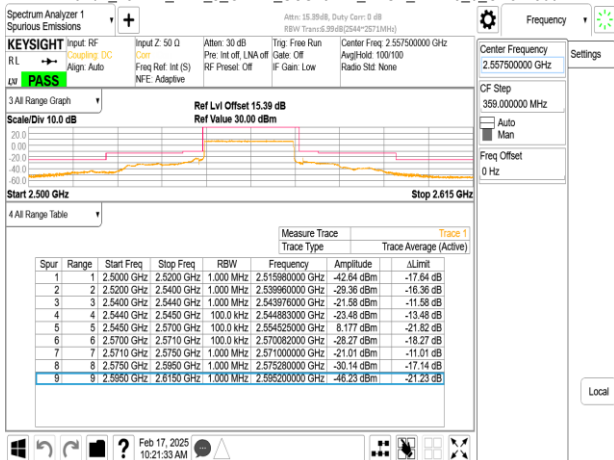 Spectrum Analyzer 1
Spurious Emissions
Attn: 15.39dB, Duty Cerr: 0 dB
RBW Trans:6.99dB(2544~2571MHz)
Frequency
KEYSIGHT
RL
LXI
PASS
Input: RF
Coupling: DC
Align: Auto
Input Z: 50 Ω
Corr
Freq Ref: Int (S)
NFE: Adaptive
Atten: 30 dB
Pre: Int off, LNA off
RF Preset: Off
Trig: Free Run
Gate: Off
IF Gain: Low
Center Freq: 2.557500000 GHz
Avg|Hold: 100/100
Radio Std: None
Center Frequency
2.557500000 GHz
Settings
CF Step
359.000000 MHz
Auto
Man
Freq Offset
0 Hz
3 All Range Graph
Scale/Div 10.0 dB
Ref Lvl Offset 15.39 dB
Ref Value 30.00 dBm
20.0
0.00
-20.0
-40.0
-60.0
Start 2.500 GHz
Stop 2.615 GHz
4 All Range Table
Measure Trace Trace 1
Trace Type Trace Average (Active)
Spur Range Start Freq Stop Freq RBW Frequency Amplitude ΔLimit
1 1 2.5000 GHz 2.5200 GHz 1.000 MHz 2.515980000 GHz -42.64 dBm -17.64 dB
2 2 2.5200 GHz 2.5400 GHz 1.000 MHz 2.539960000 GHz -29.36 dBm -16.36 dB
3 3 2.5400 GHz 2.5440 GHz 1.000 MHz 2.543976000 GHz -21.58 dBm -11.58 dB
4 4 2.5440 GHz 2.5450 GHz 100.0 kHz 2.544883000 GHz -23.48 dBm -13.48 dB
5 5 2.5450 GHz 2.5700 GHz 100.0 kHz 2.554525000 GHz 8.177 dBm -21.82 dB
6 6 2.5700 GHz 2.5710 GHz 100.0 kHz 2.570082000 GHz -28.27 dBm -18.27 dB
7 7 2.5710 GHz 2.5750 GHz 1.000 MHz 2.571000000 GHz -21.01 dBm -11.01 dB
8 8 2.5750 GHz 2.5950 GHz 1.000 MHz 2.575280000 GHz -30.14 dBm -17.14 dB
9 9 2.5950 GHz 2.6150 GHz 1.000 MHz 2.595200000 GHz -46.23 dBm -21.23 dB
Local
?
Feb 17, 2025
10:21:33 AM